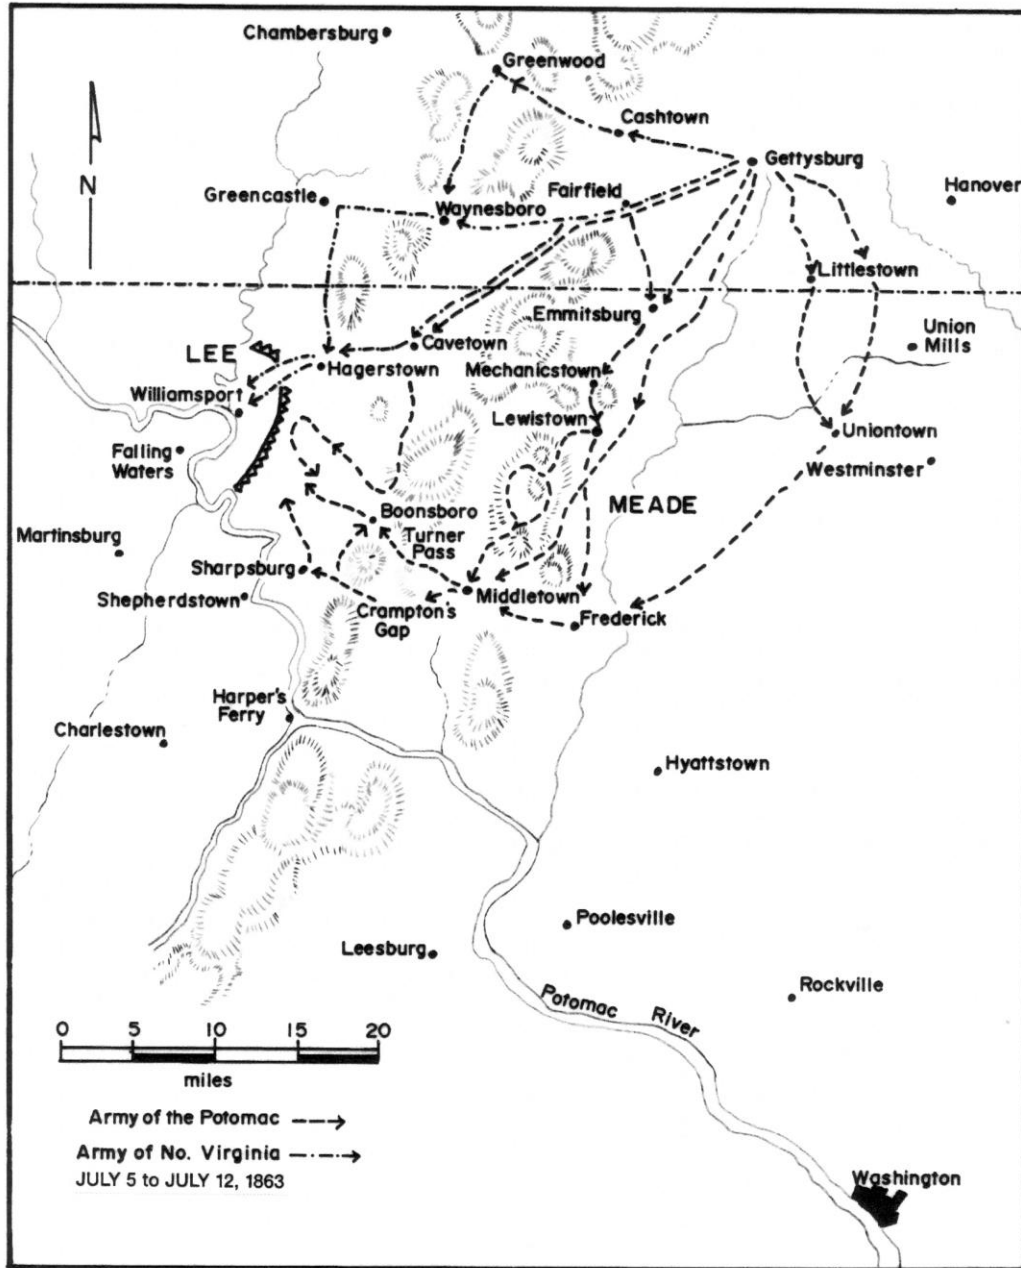 Chambersburg
Greenwood
Cashtown
Gettysburg
N
Greencastle
Fairfield
Waynesboro
Hanover
Littlestown
Emmitsburg
Union
Mills
LEE
Cavetown
Hagerstown
Mechanicstown
Williamsport
Lewistown
Uniontown
Falling
Waters
Westminster
MEADE
Boonsboro
Turner
Pass
Martinsburg
Sharpsburg
Shepherdstown
Middletown
Crampton's
Gap
Frederick
Harper's
Ferry
Charlestown
Hyattstown
Poolesville
Leesburg
Rockville
Potomac River
0 5 10 15 20
miles
Army of the Potomac
Army of No. Virginia
JULY 5 to JULY 12, 1863
Washington